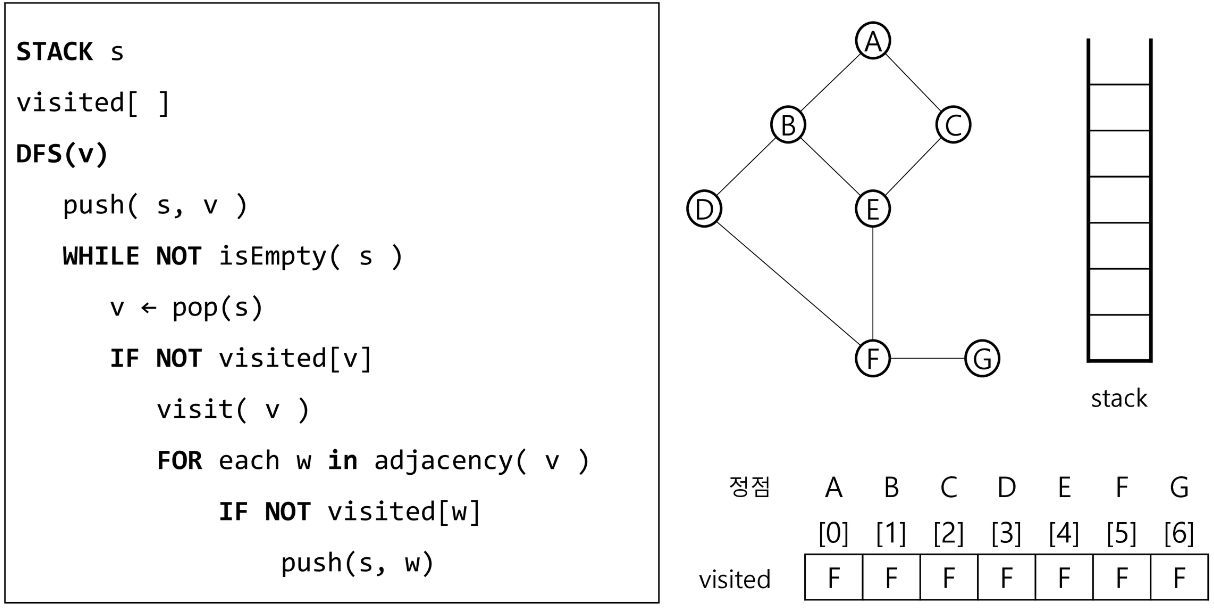 STACK s
visited[ ]
DFS(v)
push( s, v )
WHILE NOT isEmpty( s )
v ← pop(s)
IF NOT visited[v]
visit( v )
FOR each w in adjacency( v )
IF NOT visited[w]
push(s, w)
A
B C
D E
F G
stack
정점 A B C D E F G
[0] [1] [2] [3] [4] [5] [6]
visited F F F F F F F